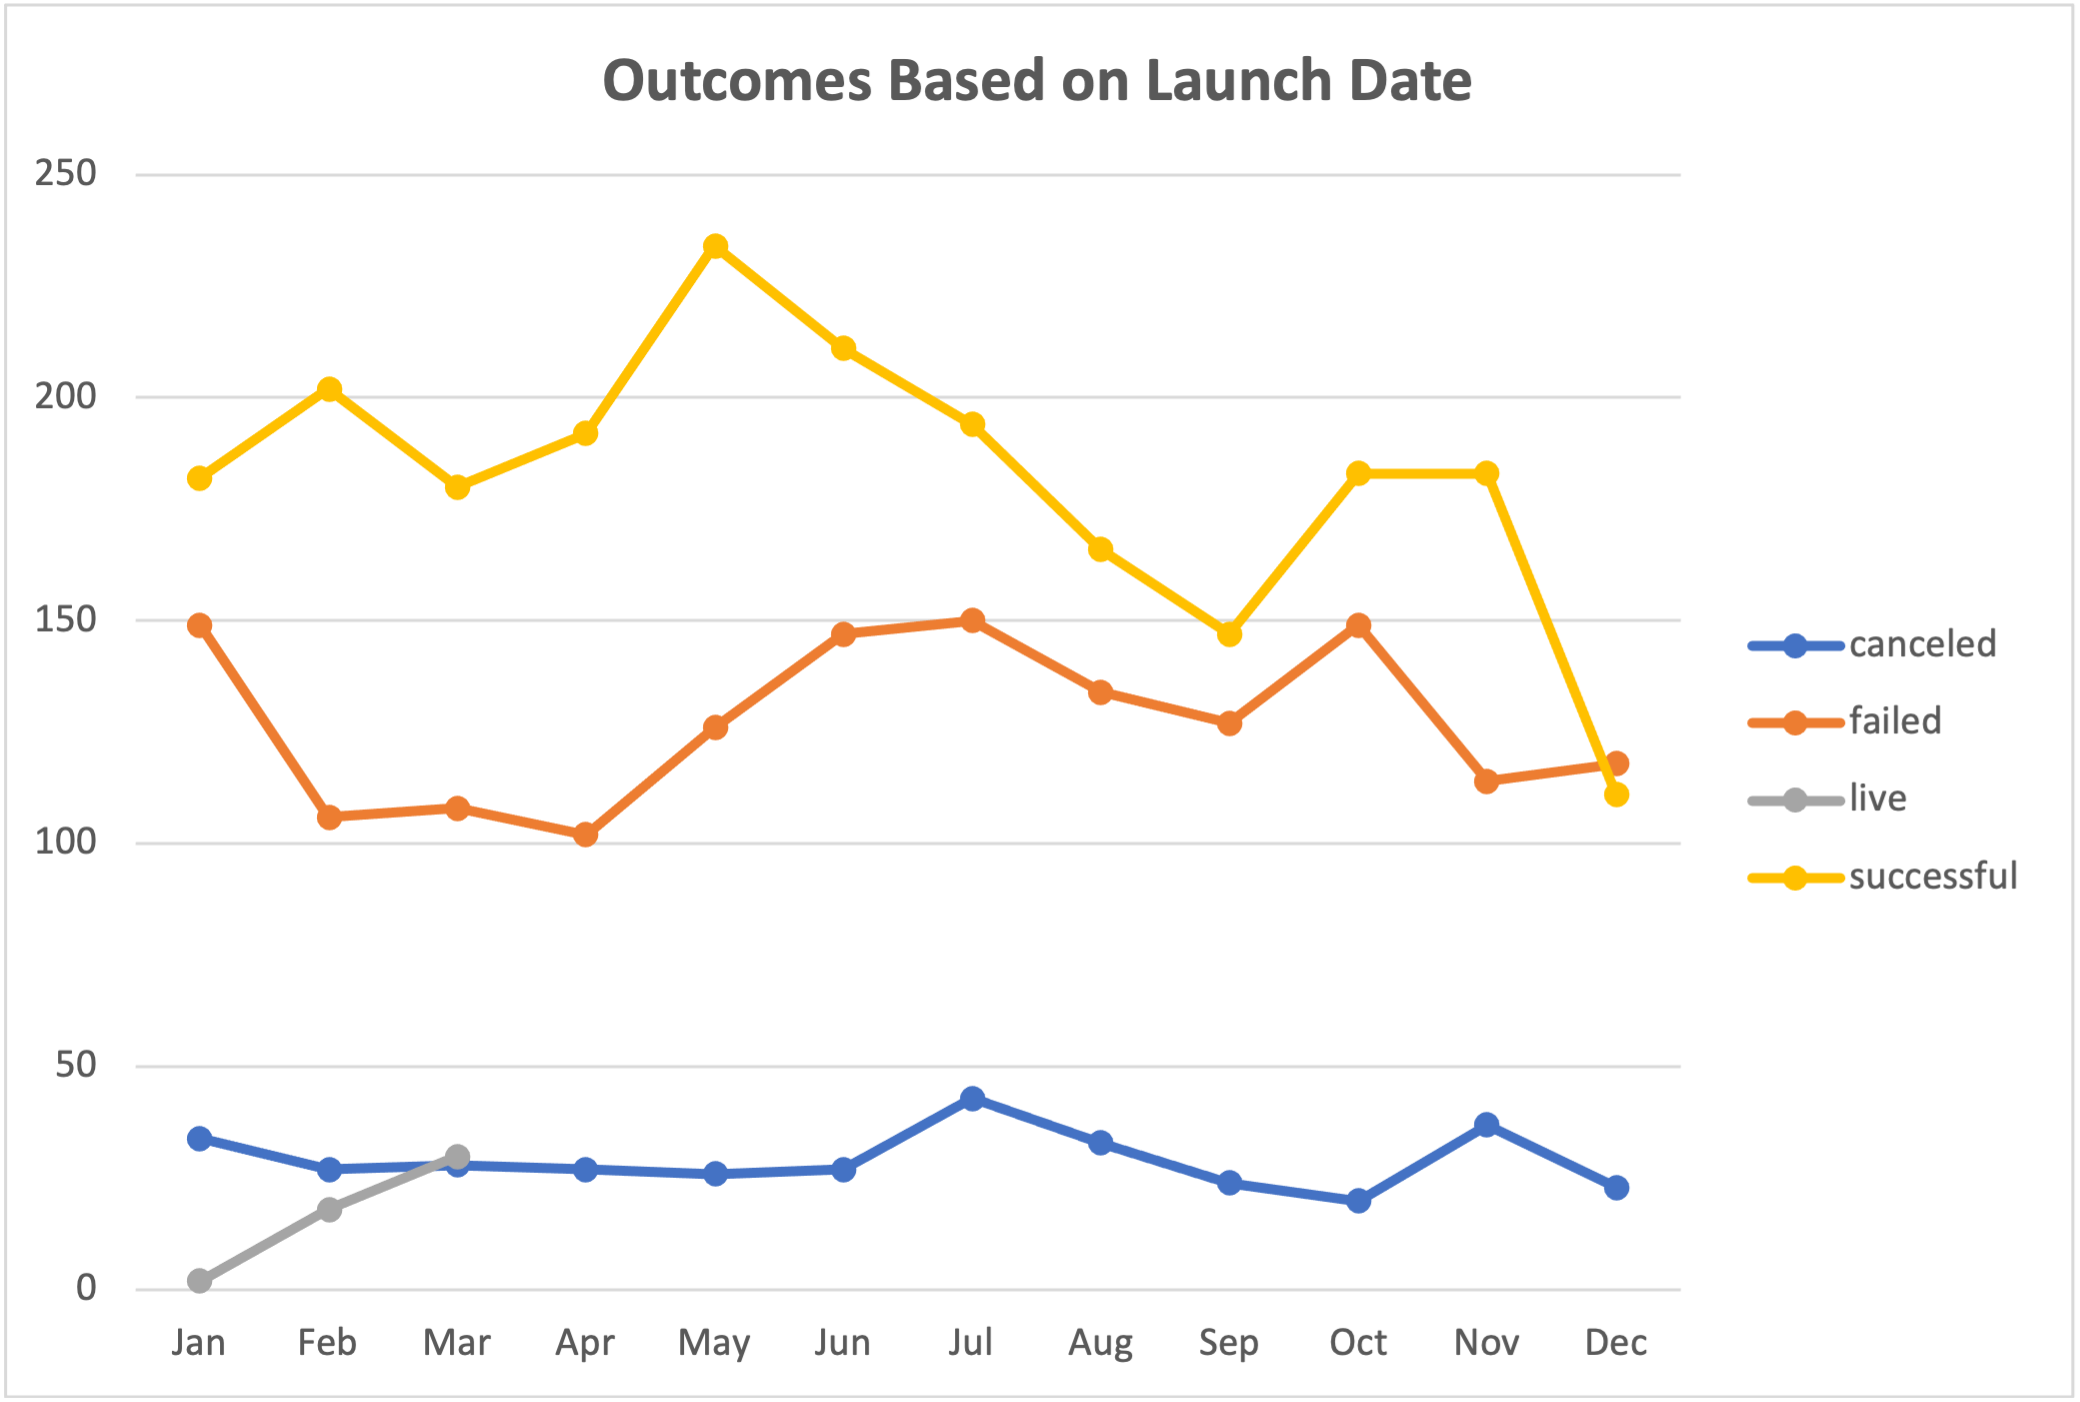 Outcomes Based on Launch Date
250
200
150
100
50
0
Jan Feb Mar Apr May Jun Jul Aug Sep Oct Nov Dec
canceled
failed
live
successful